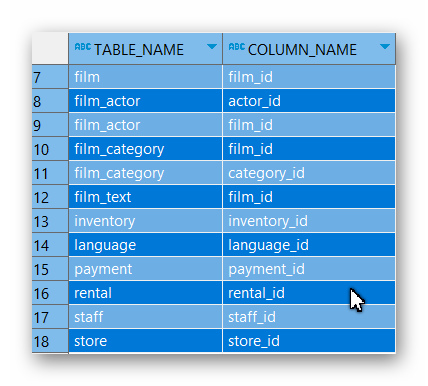 ABC TABLE_NAME ABC COLUMN_NAME
7 film film_id
8 film_actor actor_id
9 film_actor film_id
10 film_category film_id
11 film_category category_id
12 film_text film_id
13 inventory inventory_id
14 language language_id
15 payment payment_id
16 rental rental_id
17 staff staff_id
18 store store_id